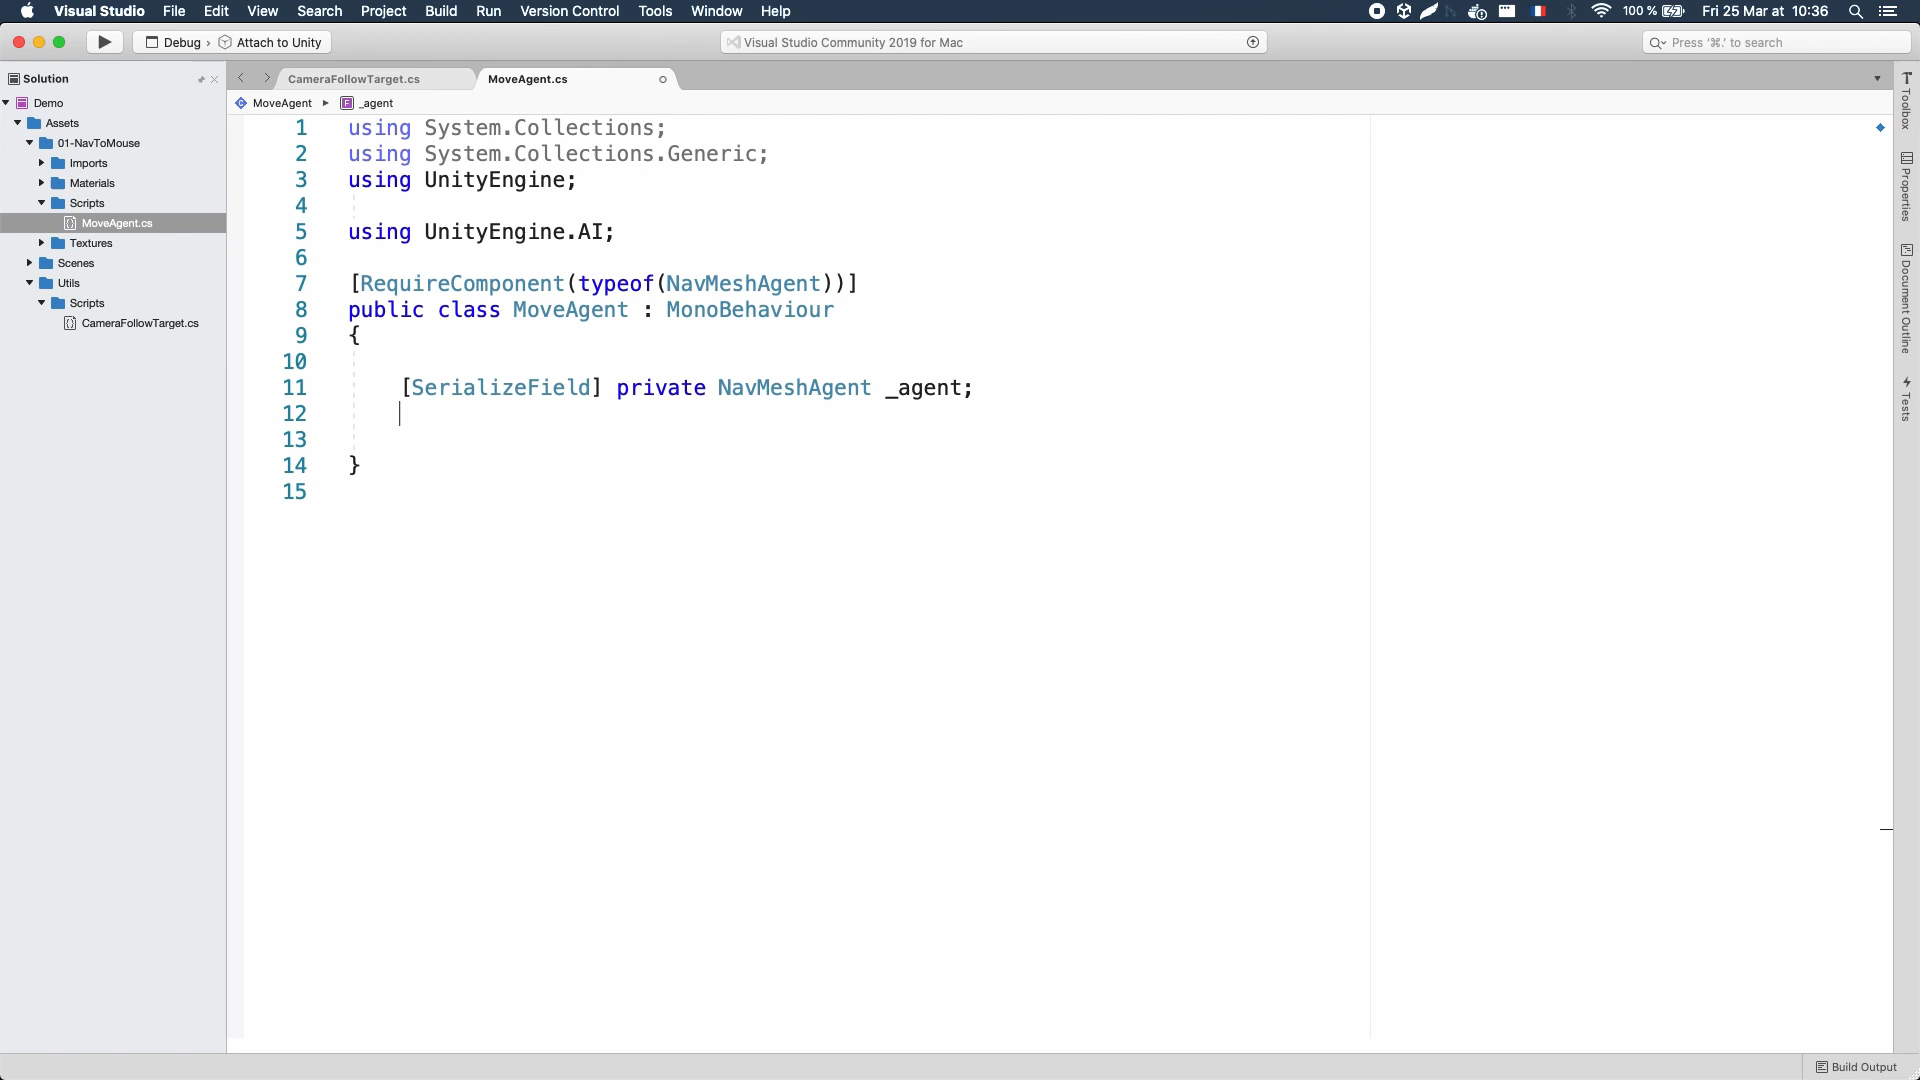 Visual Studio File Edit View Search Project Build Run Version Control Tools Window Help 100 % Fri 25 Mar at 10:36
Debug › Attach to Unity Visual Studio Community 2019 for Mac Press '⌘.' to search
Solution
Demo
Assets
01-NavToMouse
Imports
Materials
Scripts
MoveAgent.cs
Textures
Scenes
Utils
Scripts
CameraFollowTarget.cs
CameraFollowTarget.cs MoveAgent.cs
MoveAgent ▸ _agent
1 using System.Collections;
2 using System.Collections.Generic;
3 using UnityEngine;
4
5 using UnityEngine.AI;
6
7 [RequireComponent(typeof(NavMeshAgent))]
8 public class MoveAgent : MonoBehaviour
9 {
10
11 [SerializeField] private NavMeshAgent _agent;
12
13
14 }
15
Toolbox
Properties
Document Outline
Tests
Build Output